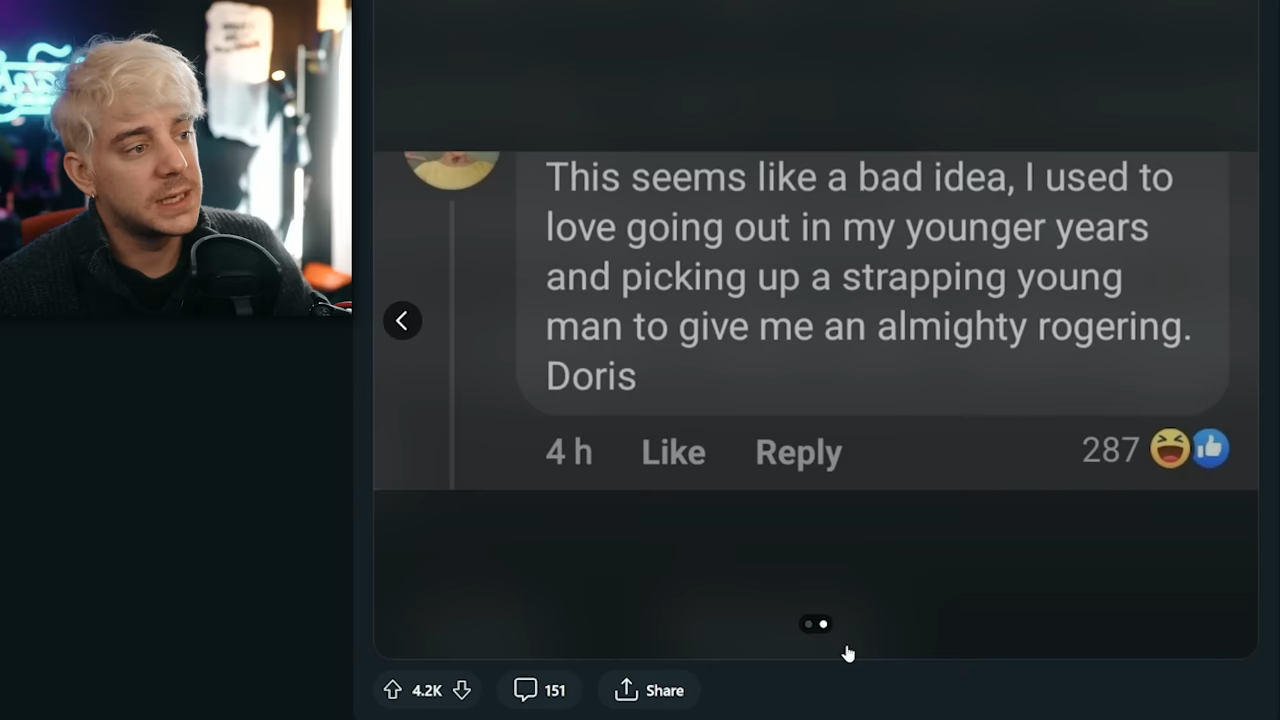 This seems like a bad idea, I used to
love going out in my younger years
and picking up a strapping young
man to give me an almighty rogering.
Doris
4 h Like Reply 287
4.2K 151 Share